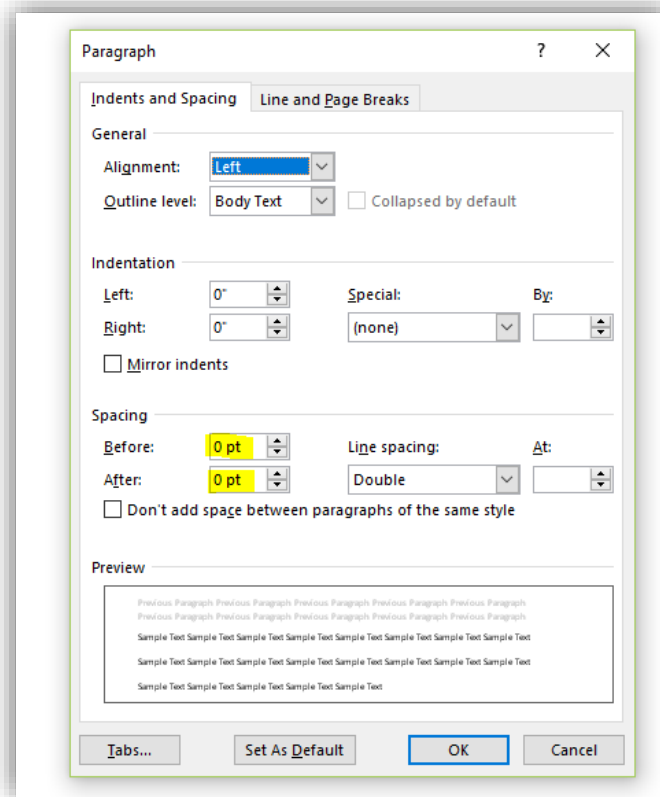 Paragraph ?
Indents and Spacing Line and Page Breaks
General
Alignment: Left
Outline level: Body Text Collapsed by default
Indentation
Left: 0" Special: By:
Right: 0" (none)
Mirror indents
Spacing
Before: 0 pt Line spacing: At:
After: 0 pt Double
Don't add space between paragraphs of the same style
Preview
Previous Paragraph Previous Paragraph Previous Paragraph Previous Paragraph Previous Paragraph
Previous Paragraph Previous Paragraph Previous Paragraph Previous Paragraph Previous Paragraph
Sample Text Sample Text Sample Text Sample Text Sample Text Sample Text Sample Text Sample Text
Sample Text Sample Text Sample Text Sample Text Sample Text Sample Text Sample Text Sample Text
Sample Text Sample Text Sample Text Sample Text Sample Text
Tabs... Set As Default OK Cancel